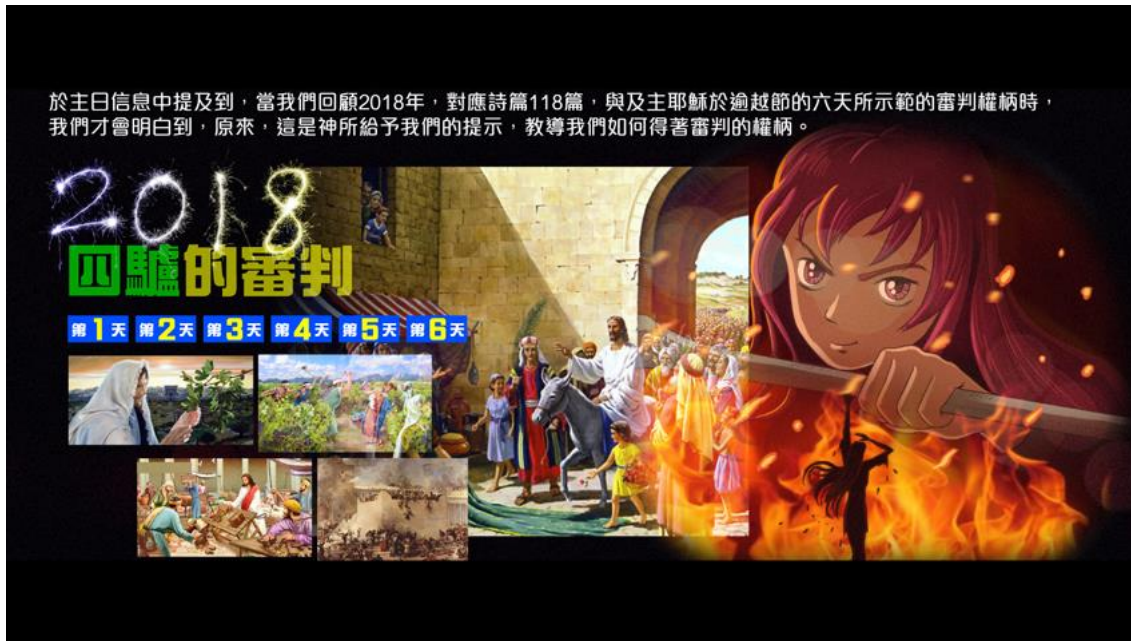 於主日信息中提及到，當我們回顧2018年，對應詩篇118篇，與及主耶穌於逾越節的六天所示範的審判權柄時，
我們才會明白到，原來，這是神所給予我們的提示，教導我們如何得著審判的權柄。
2018
四驢的審判
第1天 第2天 第3天 第4天 第5天 第6天